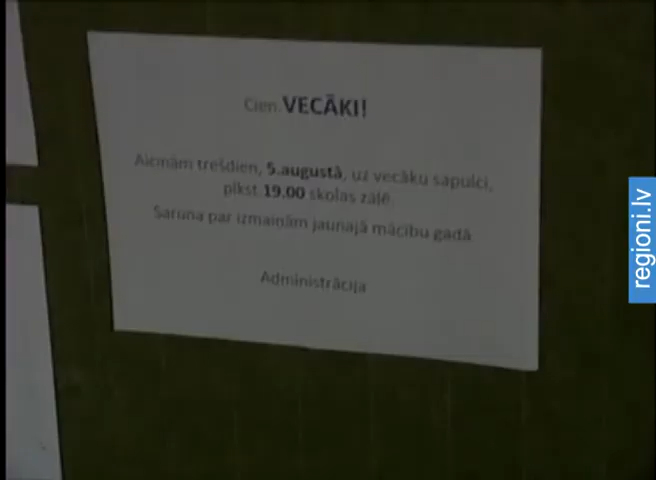 Cien. VECĀKI!
Aicinām trešdien, 5.augustā, uz vecāku sapulci,
plkst.19.00 skolas zālē.
Saruna par izmaiņām jaunajā mācību gadā
Administrācija
regioni.lv